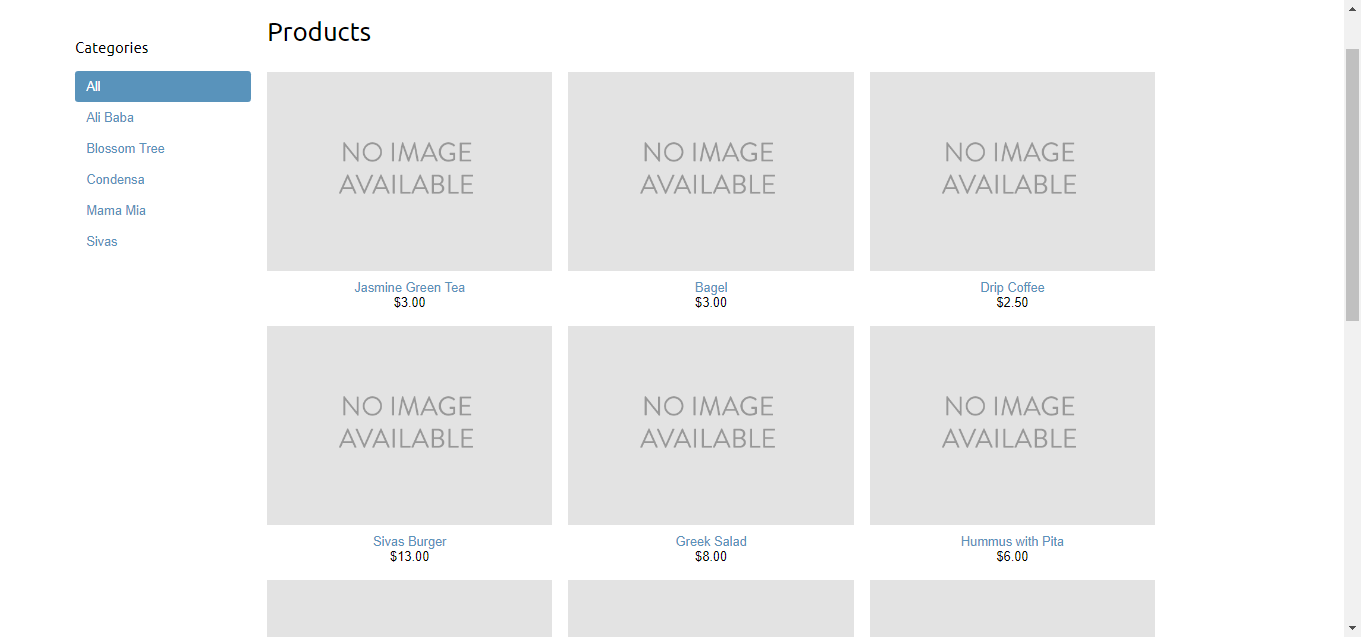 Products
Categories
All
Ali Baba
Blossom Tree
Condensa
Mama Mia
Sivas
NO IMAGE
AVAILABLE
NO IMAGE
AVAILABLE
NO IMAGE
AVAILABLE
Jasmine Green Tea
$3.00
Bagel
$3.00
Drip Coffee
$2.50
NO IMAGE
AVAILABLE
NO IMAGE
AVAILABLE
NO IMAGE
AVAILABLE
Sivas Burger
$13.00
Greek Salad
$8.00
Hummus with Pita
$6.00